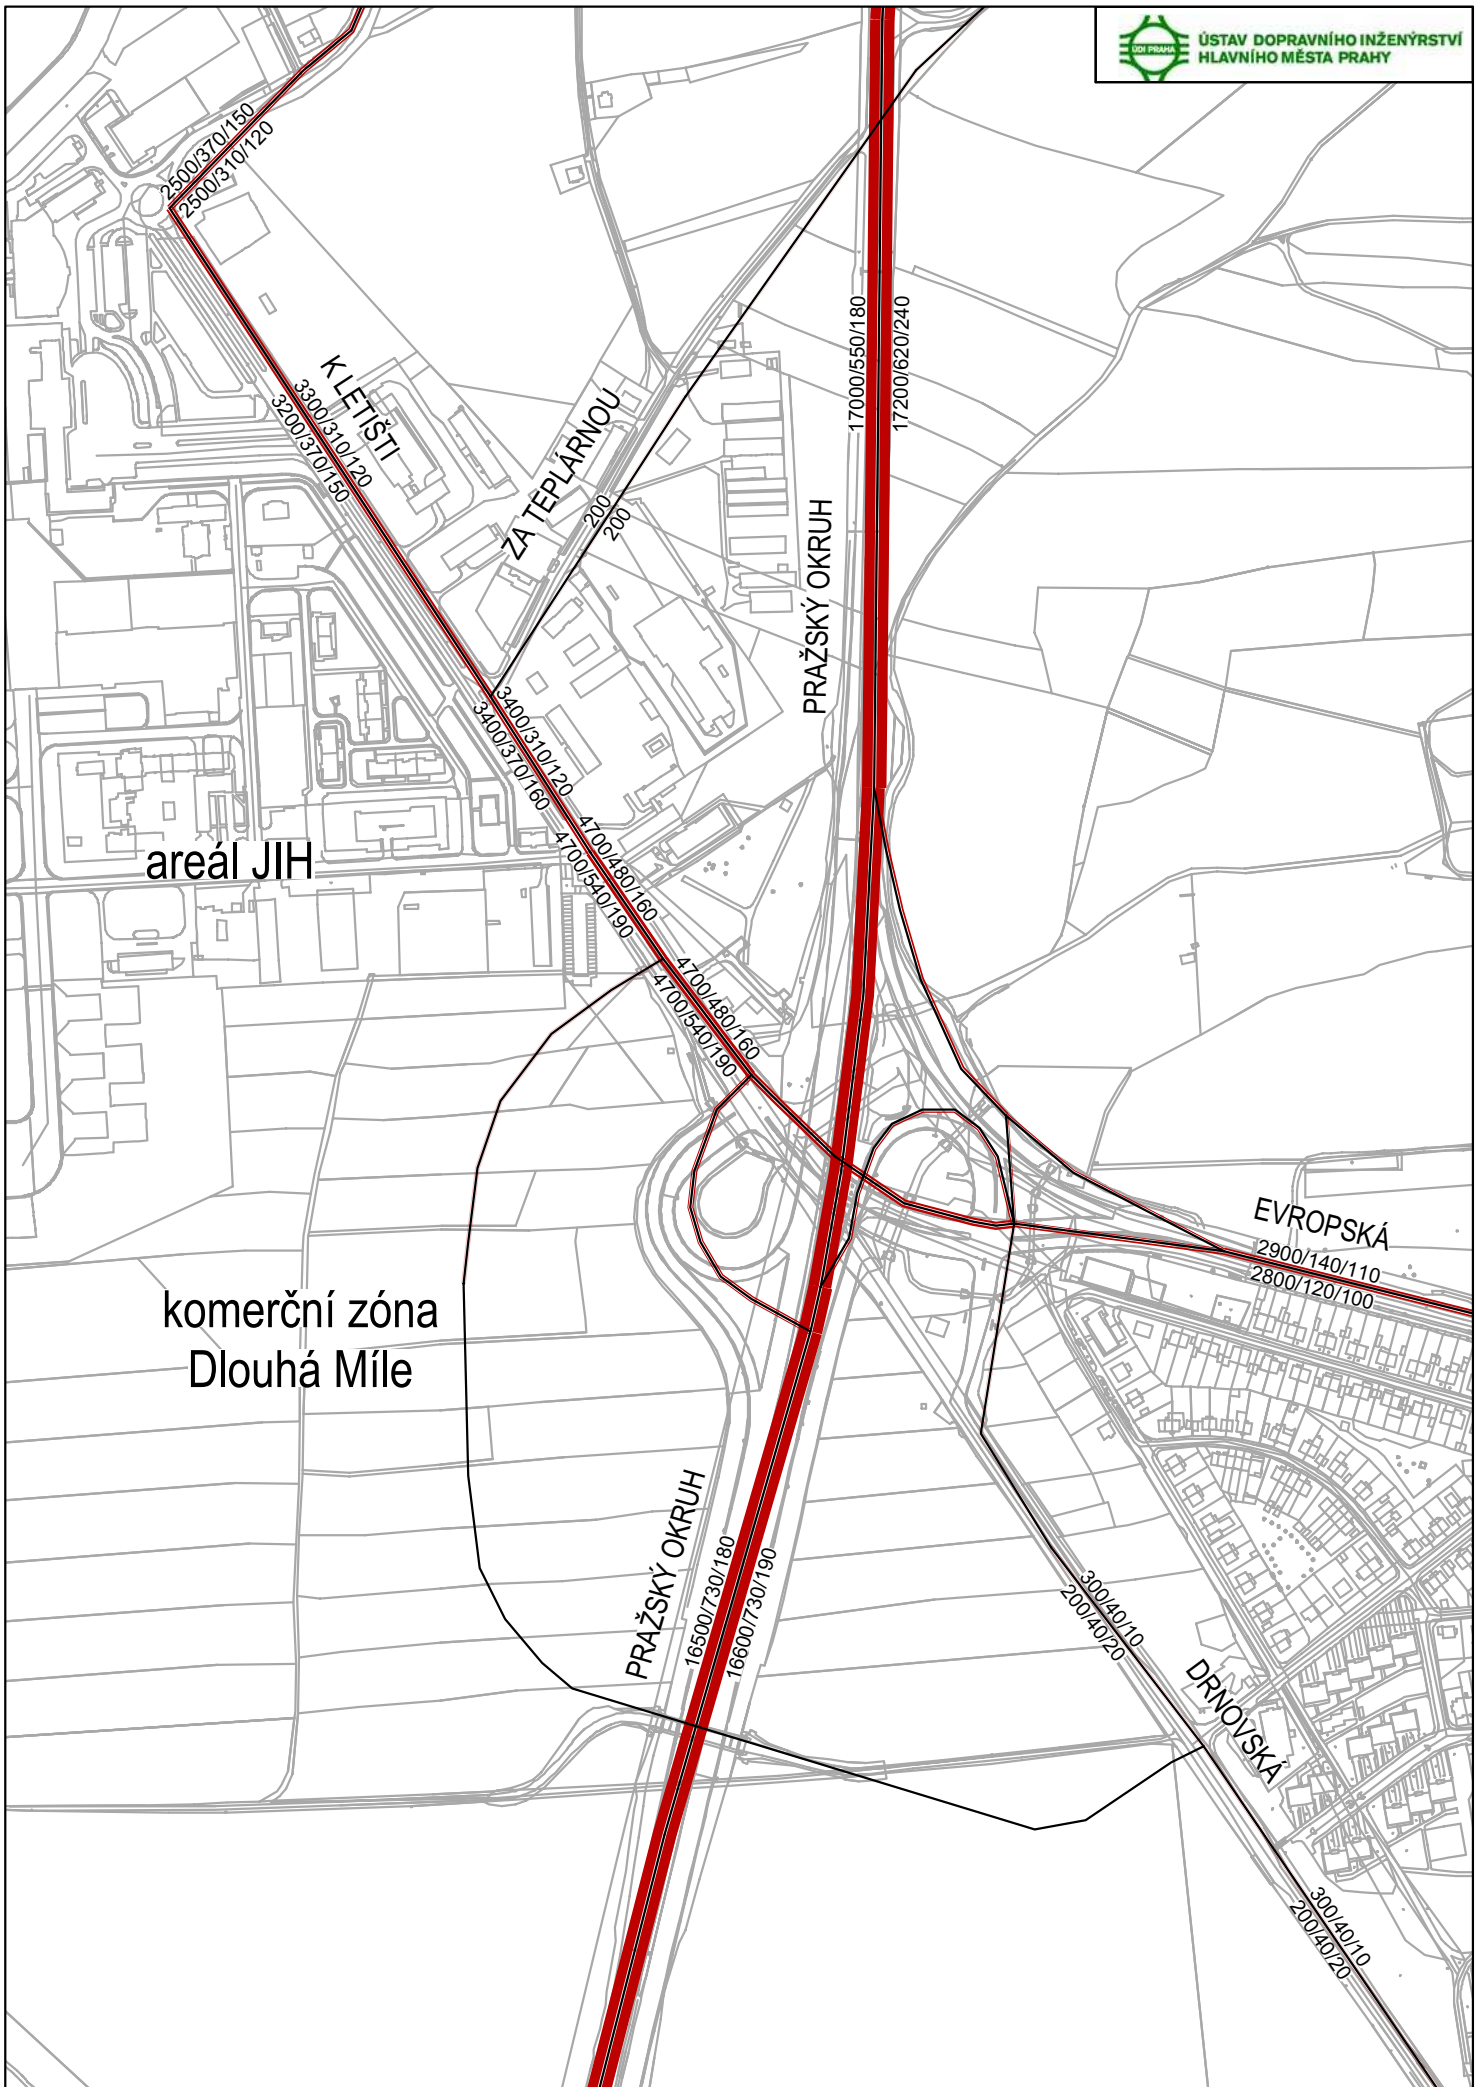 ÚDI PRAHA
ÚSTAV DOPRAVNÍHO INŽENÝRSTVÍ
HLAVNÍHO MĚSTA PRAHY
2500/370/150
2500/310/120
17000/550/180
17200/620/240
K LETIŠTI
3300/310/120
3200/370/150
ZA TEPLÁRNOU
200
200
PRAŽSKÝ OKRUH
3400/310/120
3400/370/160
4700/480/160
4700/540/190
areál JIH
4700/480/160
4700/540/190
EVROPSKÁ
2900/140/110
2800/120/100
komerční zóna
Dlouhá Míle
PRAŽSKÝ OKRUH
16500/730/180
16600/730/190
300/40/10
200/40/20
DRNOVSKÁ
300/40/10
200/40/20